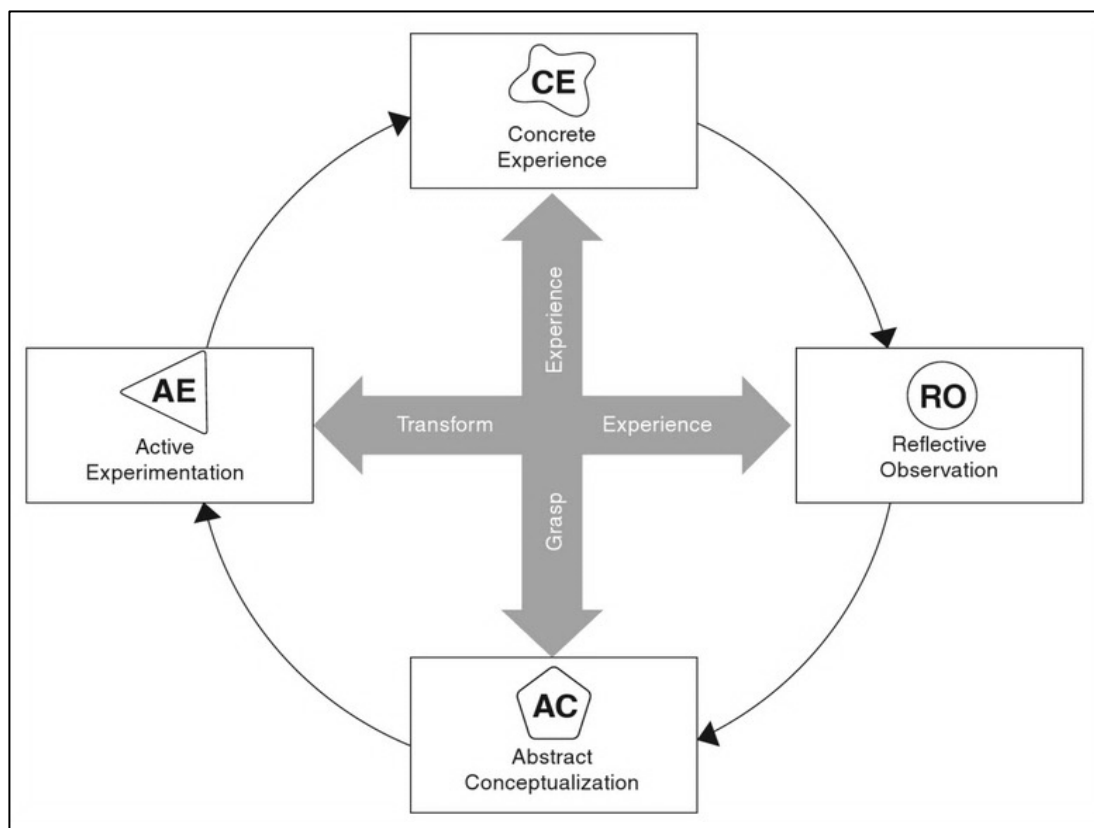 CE
Concrete
Experience
Experience
AE
Active
Experimentation
Transform
Experience
RO
Reflective
Observation
Grasp
AC
Abstract
Conceptualization